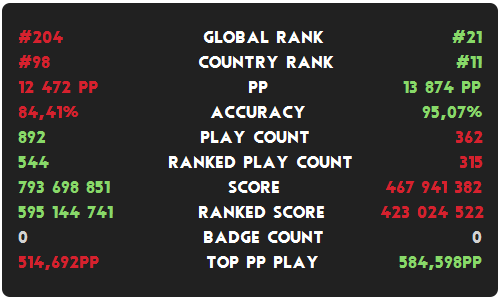 #204 GLOBAL RANK #21
#98 COUNTRY RANK #11
12 472 PP PP 13 874 PP
84,41% ACCURACY 95,07%
892 PLAY COUNT 362
544 RANKED PLAY COUNT 315
793 698 851 SCORE 467 941 382
595 144 741 RANKED SCORE 423 024 522
0 BADGE COUNT 0
514,692PP TOP PP PLAY 584,598PP